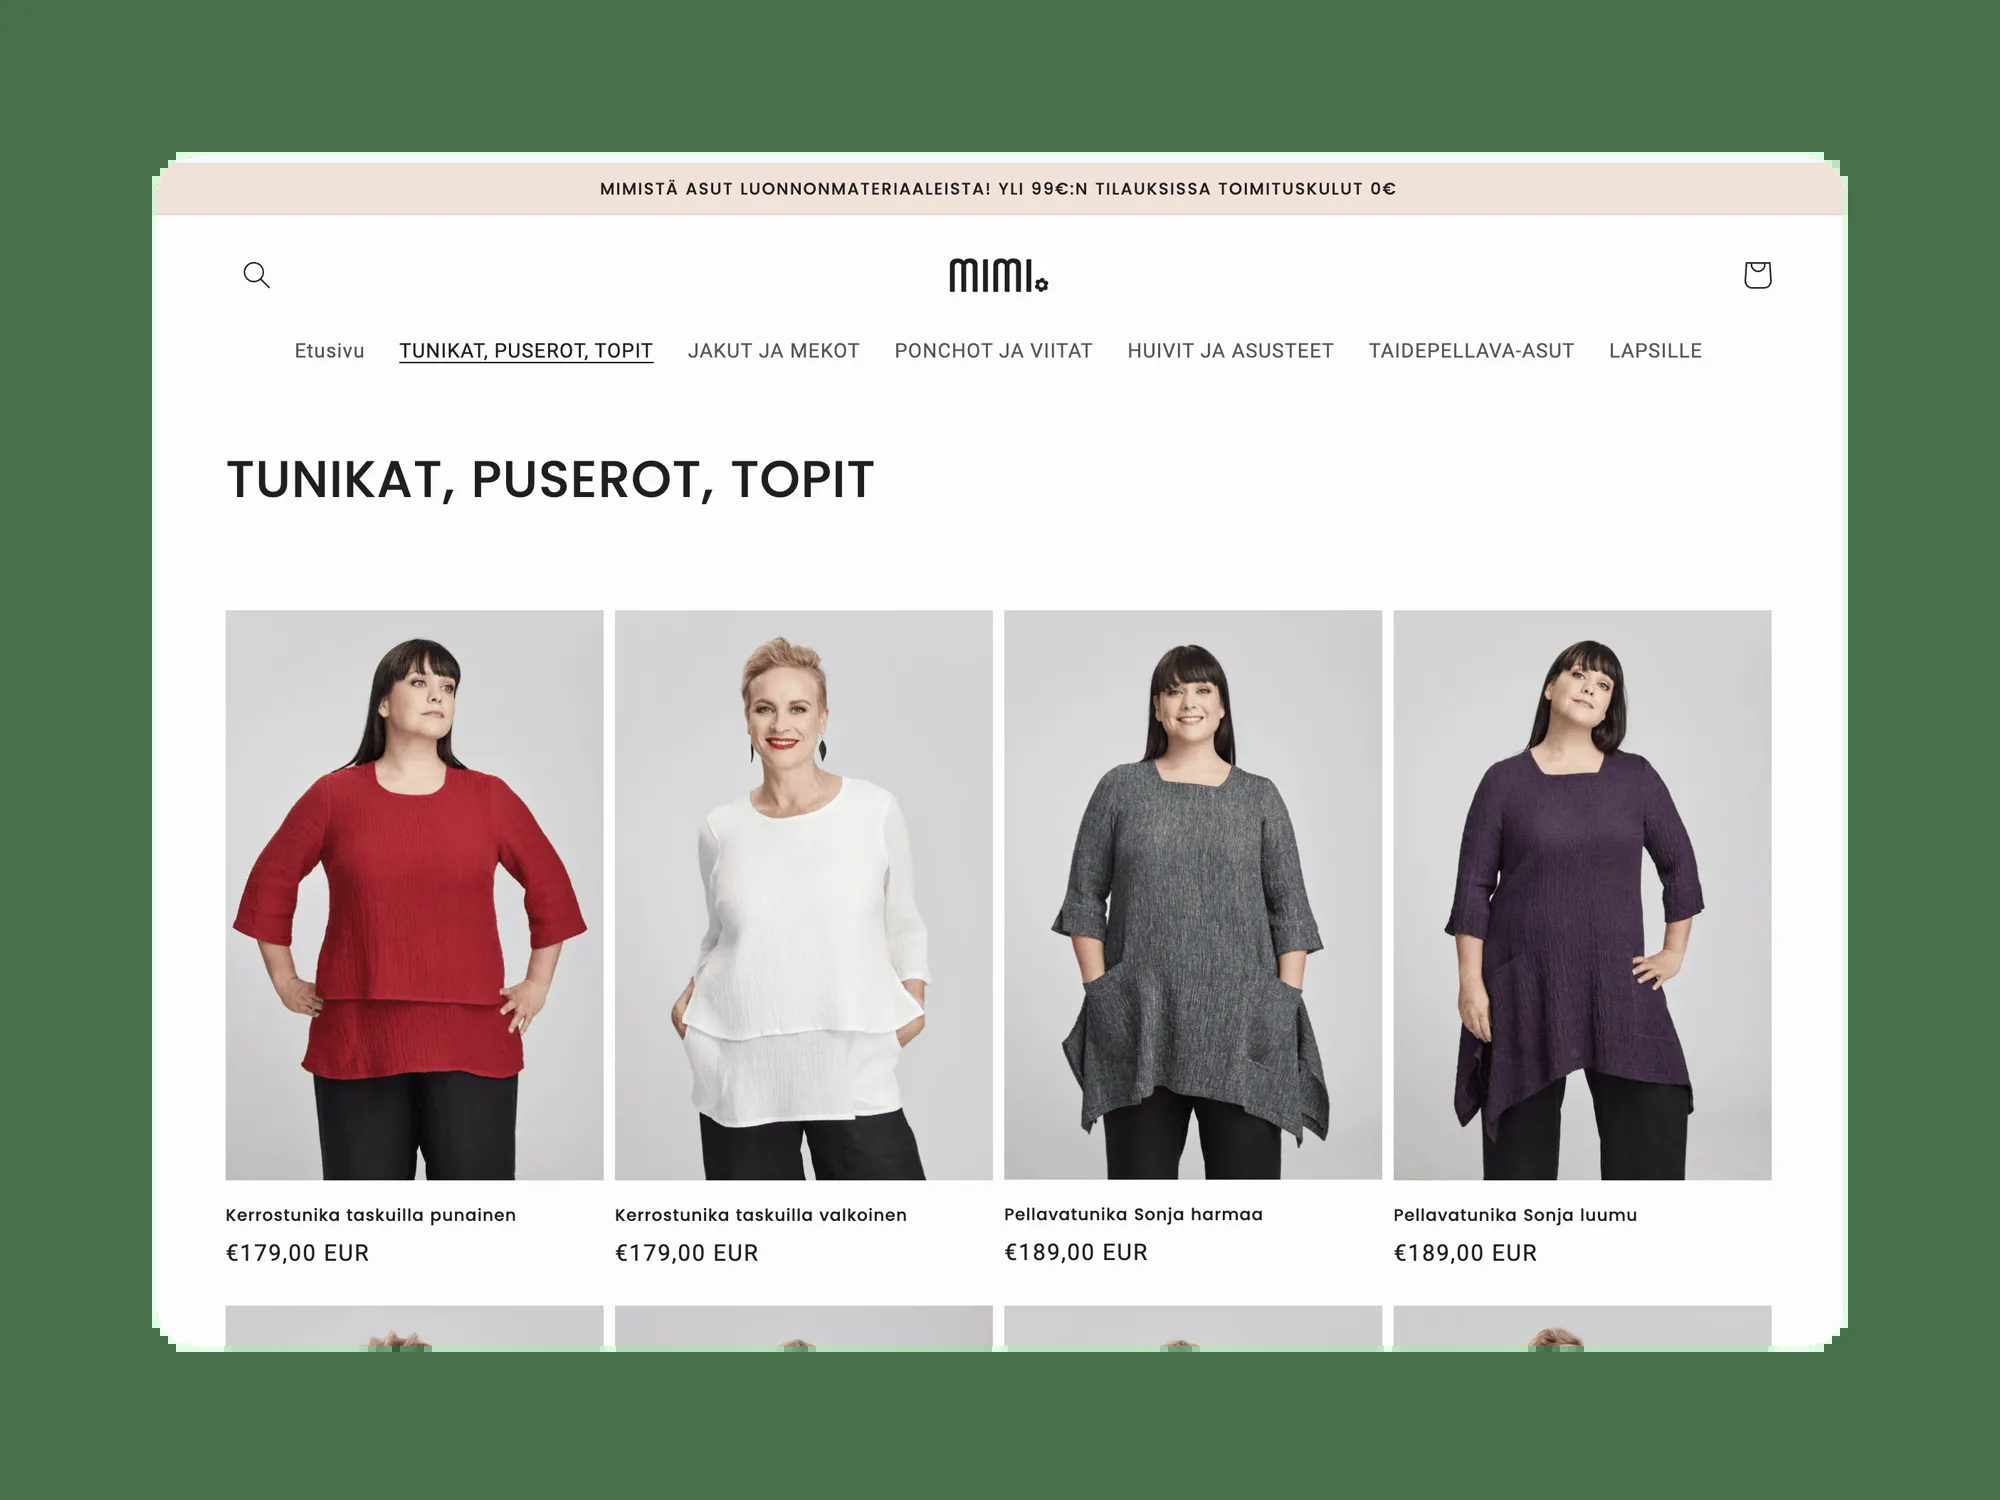 MIMISTÄ ASUT LUONNONMATERIAALEISTA! YLI 99€:N TILAUKSISSA TOIMITUSKULUT 0€
mimi
Etusivu TUNIKAT, PUSEROT, TOPIT JAKUT JA MEKOT PONCHOT JA VIITAT HUIVIT JA ASUSTEET TAIDEPELLAVA-ASUT LAPSILLE
TUNIKAT, PUSEROT, TOPIT
Kerrostunika taskuilla punainen
€179,00 EUR
Kerrostunika taskuilla valkoinen
€179,00 EUR
Pellavatunika Sonja harmaa
€189,00 EUR
Pellavatunika Sonja luumu
€189,00 EUR